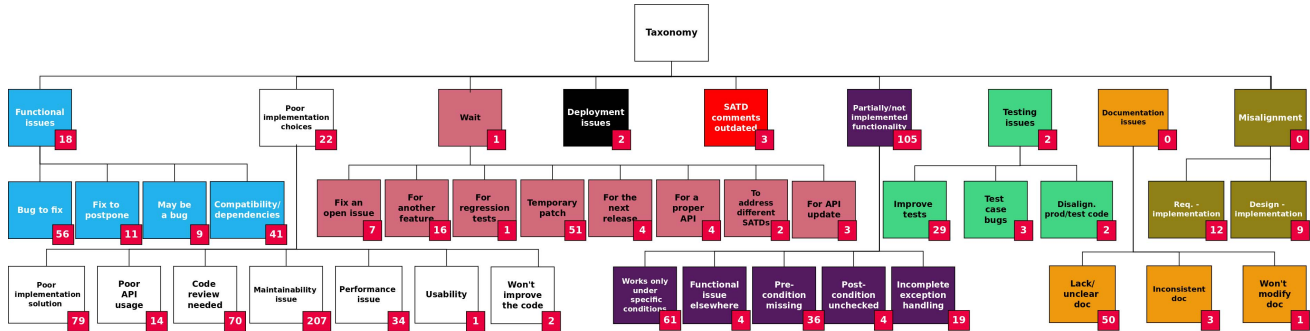 Taxonomy
Functional
issues
18
Poor
implementation
choices
22
Wait
1
Deployment
issues
2
SATD
comments
outdated
3
Partially/not
implemented
functionality
105
Testing
issues
2
Documentation
issues
0
Misalignment
0
Bug to fix
56
Fix to
postpone
11
May be
a bug
9
Compatibility/
dependencies
41
Fix an
open issue
7
For
another
feature
16
For
regression
tests
1
Temporary
patch
51
For the
next
release
4
For a
proper
API
4
To
address
different
SATDs
2
For API
update
3
Improve
tests
29
Test
case
bugs
3
Disalign.
prod/test code
2
Req. -
Implementation
12
Design -
implementation
9
Poor
implementation
solution
79
Poor
API
usage
14
Code
review
needed
70
Maintainability
issue
207
Performance
issue
34
Usability
1
Won't
improve
the code
2
Works only
under
specific
conditions
61
Functional
issue
elsewhere
4
Pre-
condition
missing
36
Post-
condition
unchecked
4
Incomplete
exception
handling
19
Lack/
unclear
doc
50
Inconsistent
doc
3
Won't
modify
doc
1